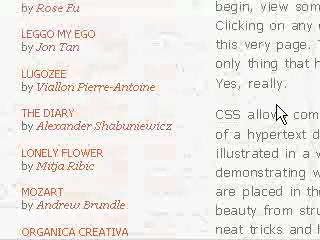 by Rose Fu
LEGGO MY EGO
by Jon Tan
LUGOZEE
by Viallon Pierre-Antoine
THE DIARY
by Alexander Shabuniewicz
LONELY FLOWER
by Mitja Ribic
MOZART
by Andrew Brundle
ORGANICA CREATIVA
begin, view som
Clicking on any
this very page. T
only thing that h
Yes, really.
CSS allows com
of a hypertext d
illustrated in a v
demonstrating w
are placed in th
beauty from stru
neat tricks and h